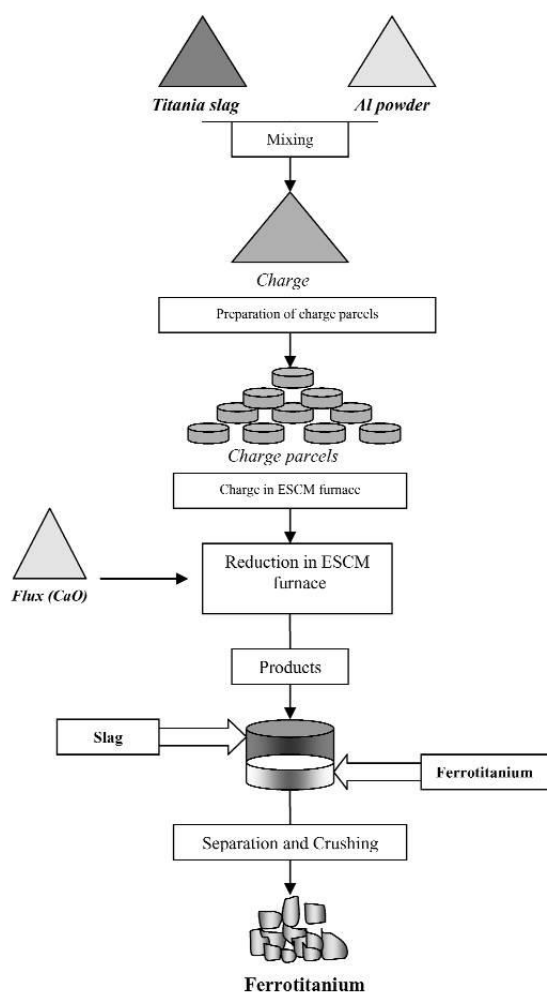 Titania slag
Al powder
Mixing
Charge
Preparation of charge parcels
Charge parcels
Charge in ESCM furnace
Reduction in ESCM
furnace
Flux (CaO)
Products
Slag
Ferrotitanium
Separation and Crushing
Ferrotitanium